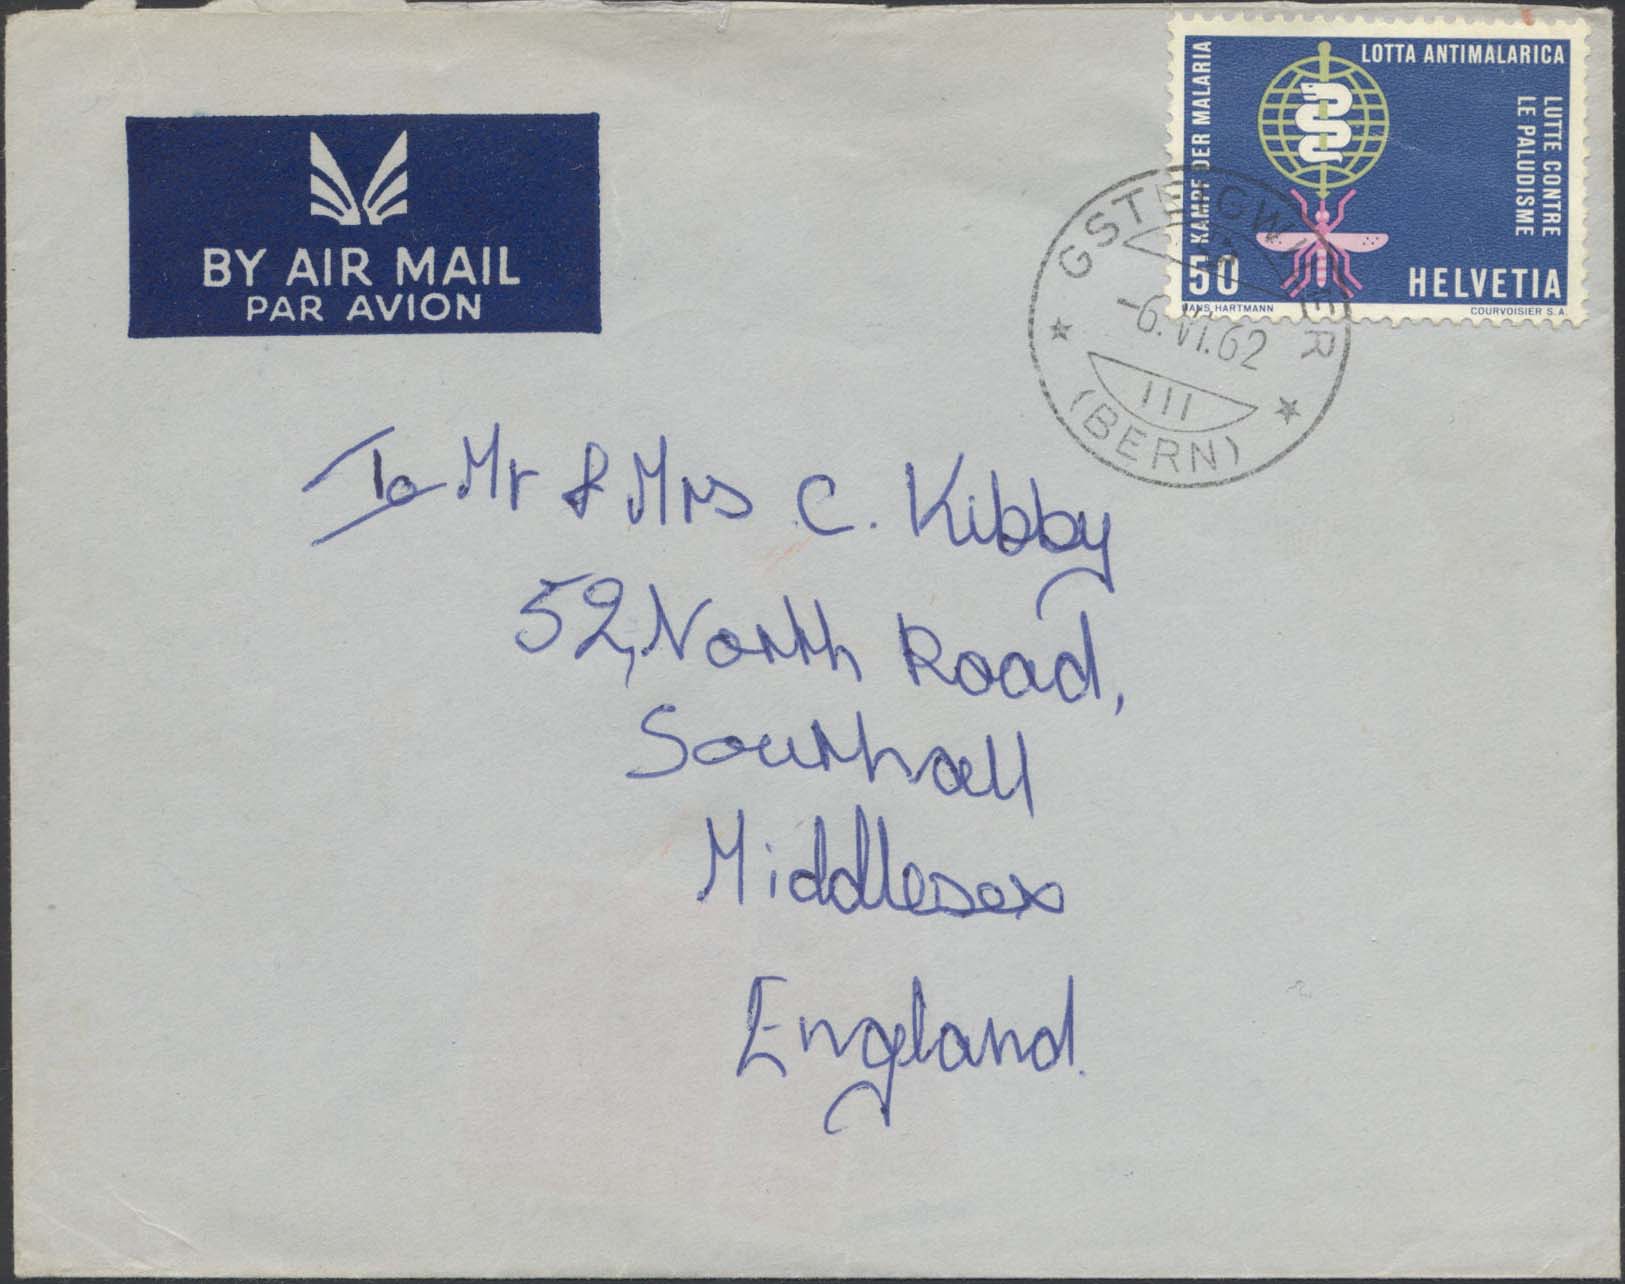 BY AIR MAIL
PAR AVION
KAMPF DER MALARIA
LOTTA ANTIMALARICA
LUTTE CONTRE
LE PALUDISME
50
HELVETIA
HANS HARTMANN
COURVOISIER S.A.
GSTEIGWILER
-6.VI.62
III
(BERN)
To Mr & Mrs C. Kibby
52, North Road,
Southall
Middlesex
England.